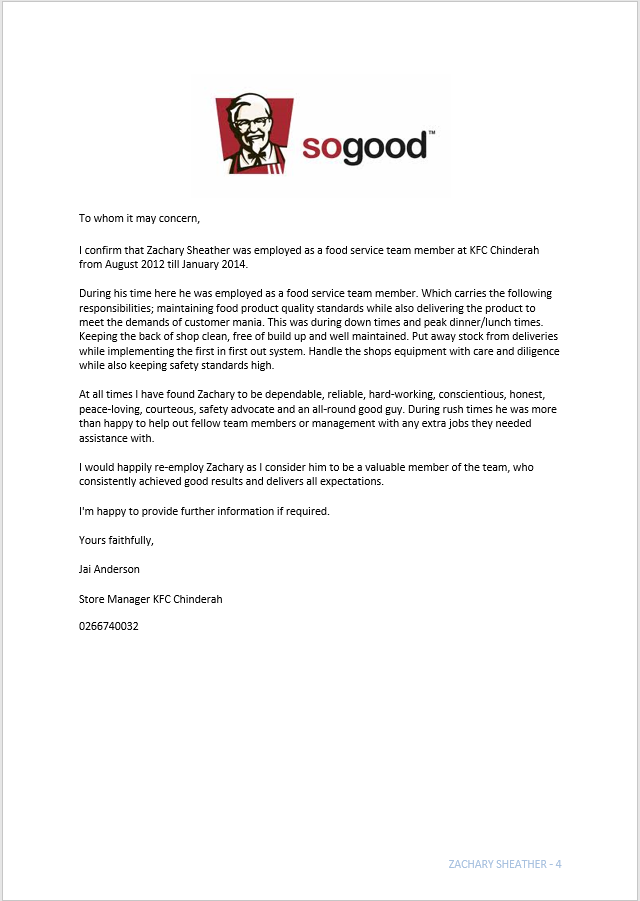 sogood™
To whom it may concern,
I confirm that Zachary Sheather was employed as a food service team member at KFC Chinderah
from August 2012 till January 2014.
During his time here he was employed as a food service team member. Which carries the following
responsibilities; maintaining food product quality standards while also delivering the product to
meet the demands of customer mania. This was during down times and peak dinner/lunch times.
Keeping the back of shop clean, free of build up and well maintained. Put away stock from deliveries
while implementing the first in first out system. Handle the shops equipment with care and diligence
while also keeping safety standards high.
At all times I have found Zachary to be dependable, reliable, hard-working, conscientious, honest,
peace-loving, courteous, safety advocate and an all-round good guy. During rush times he was more
than happy to help out fellow team members or management with any extra jobs they needed
assistance with.
I would happily re-employ Zachary as I consider him to be a valuable member of the team, who
consistently achieved good results and delivers all expectations.
I'm happy to provide further information if required.
Yours faithfully,
Jai Anderson
Store Manager KFC Chinderah
0266740032
ZACHARY SHEATHER - 4